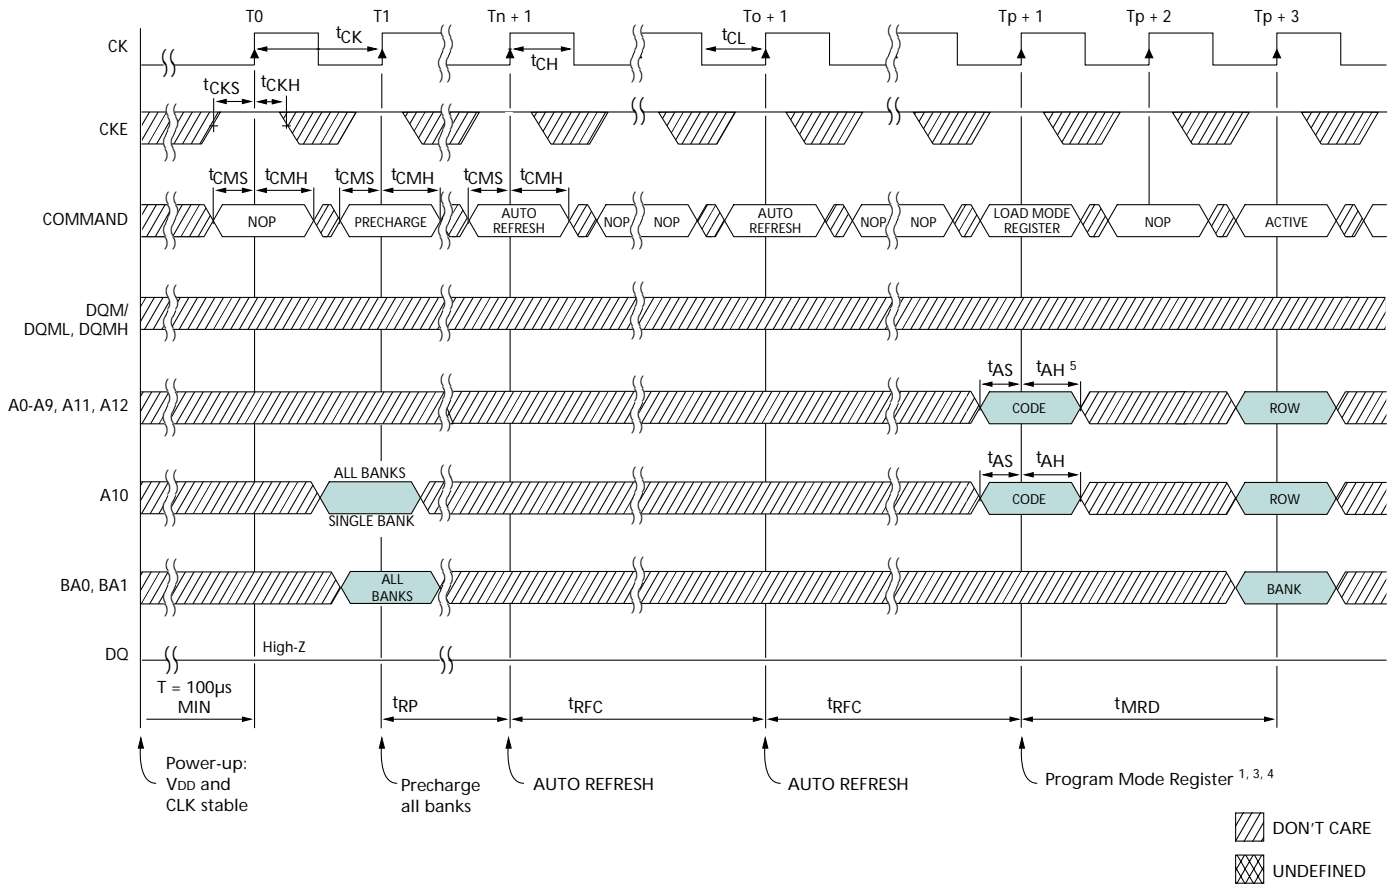 T0 T1 Tn + 1 To + 1 Tp + 1 Tp + 2 Tp + 3
CK
tCK
tCH
tCL
tCKS tCKH
CKE
tCMS tCMH tCMS tCMH tCMS tCMH
COMMAND
NOP
PRECHARGE
AUTO
REFRESH
NOP
NOP
AUTO
REFRESH
NOP
NOP
LOAD MODE
REGISTER
NOP
ACTIVE
DQM/
DQML, DQMH
tAS tAH 5
A0-A9, A11, A12
CODE
ROW
tAS tAH
ALL BANKS
A10
SINGLE BANK
CODE
ROW
BA0, BA1
ALL
BANKS
BANK
DQ
High-Z
T = 100µs
MIN
tRP
tRFC
tRFC
tMRD
Power-up:
VDD and
CLK stable
Precharge
all banks
AUTO REFRESH
AUTO REFRESH
Program Mode Register 1, 3, 4
DON'T CARE
UNDEFINED